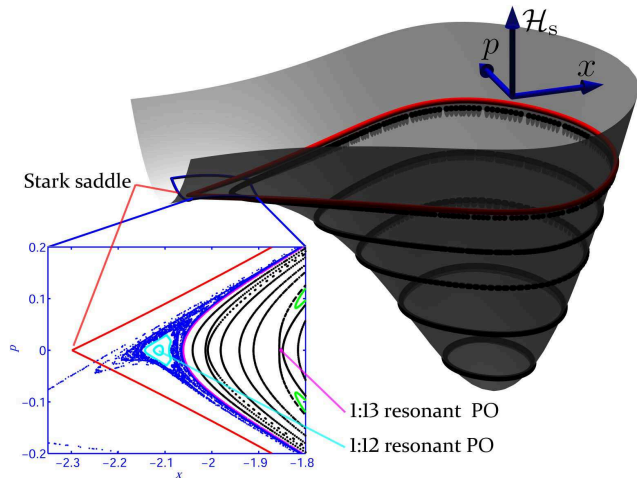 ℋs
p
x
Stark saddle
0.2
0.1
0
−0.1
−0.2
p
−2.3
−2.2
−2.1
−2
−1.9
−1.8
x
1:13 resonant PO
1:12 resonant PO